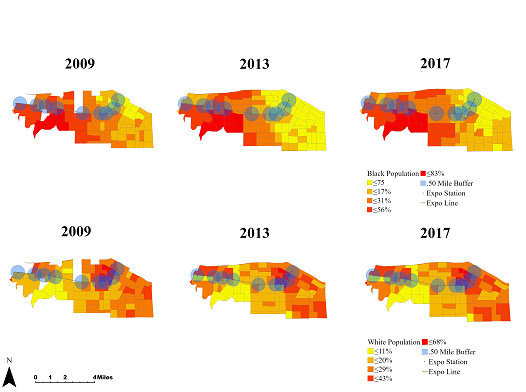 2009 2013 2017
Black Population ≤83%
≤75 .50 Mile Buffer
≤17% Expo Station
≤31% Expo Line
≤56%
2009 2013 2017
White Population ≤68%
≤11% .50 Mile Buffer
≤20% Expo Station
≤29% Expo Line
≤43%
N
0 1 2 4 Miles